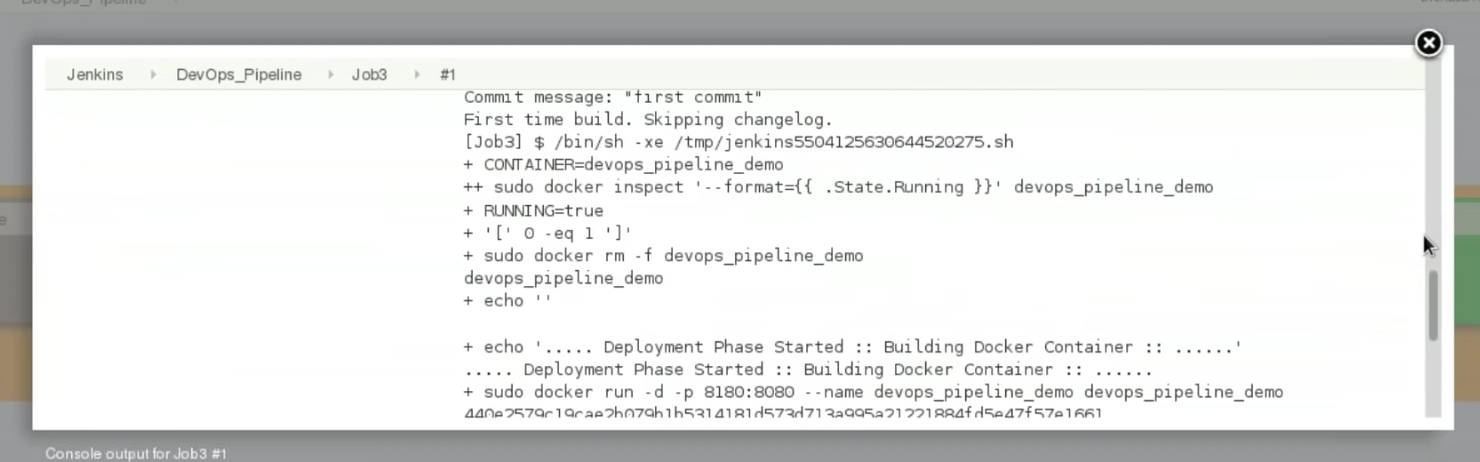 DevOps_Pipeline
Jenkins DevOps_Pipeline Job3 #1
Commit message: "first commit"
First time build. Skipping changelog.
[Job3] $ /bin/sh -xe /tmp/jenkins5504125630644520275.sh
+ CONTAINER=devops_pipeline_demo
++ sudo docker inspect '--format={{ .State.Running }}' devops_pipeline_demo
+ RUNNING=true
+ '[' 0 -eq 1 ']'
+ sudo docker rm -f devops_pipeline_demo
devops_pipeline_demo
+ echo ''
+ echo '..... Deployment Phase Started :: Building Docker Container :: ......'
..... Deployment Phase Started :: Building Docker Container :: ......
+ sudo docker run -d -p 8180:8080 --name devops_pipeline_demo devops_pipeline_demo
440e2579c19cae2b079b1b5314181d573d713a995a21221884fd5e47f57e1661
Console output for Job3 #1